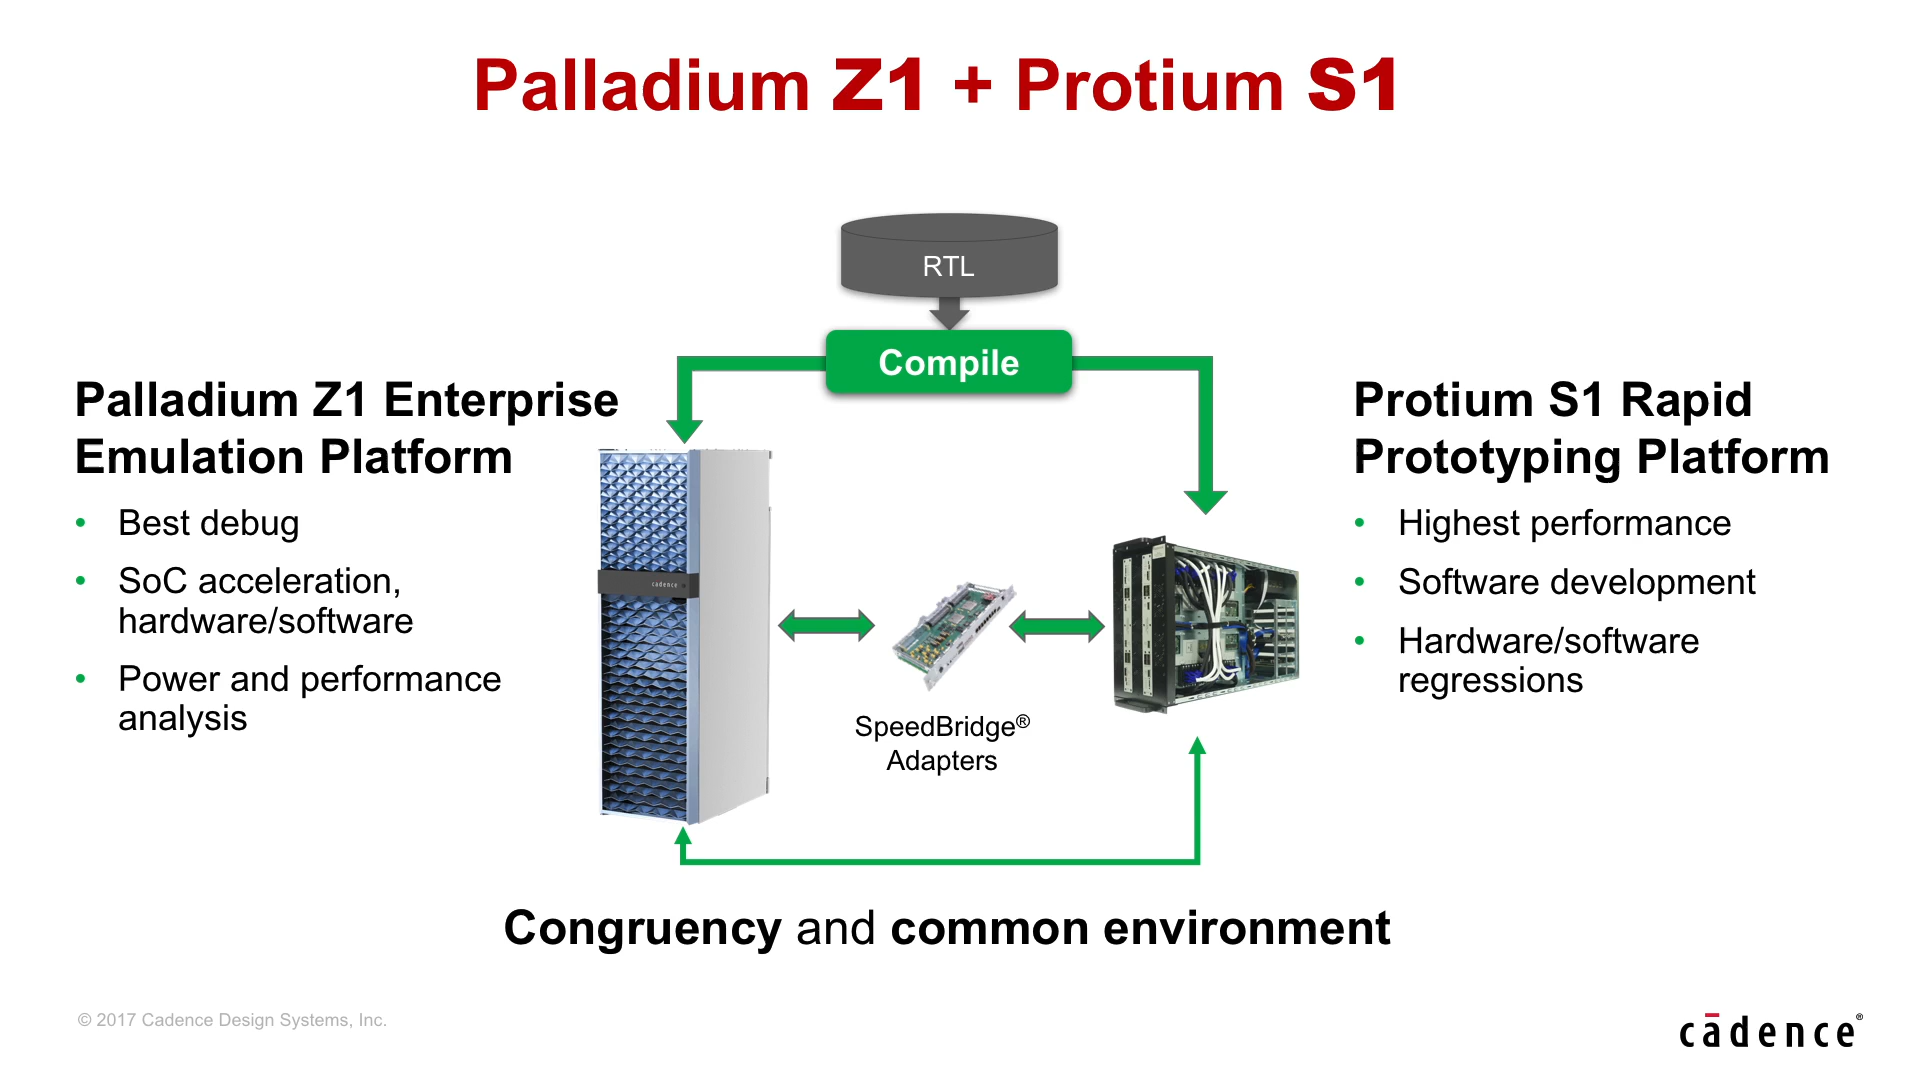 Palladium Z1 + Protium S1
RTL
Compile
Palladium Z1 Enterprise
Emulation Platform
• Best debug
• SoC acceleration,
hardware/software
• Power and performance
analysis
cadence
SpeedBridge®
Adapters
Protium S1 Rapid
Prototyping Platform
• Highest performance
• Software development
• Hardware/software
regressions
Congruency and common environment
© 2017 Cadence Design Systems, Inc.
cādence®